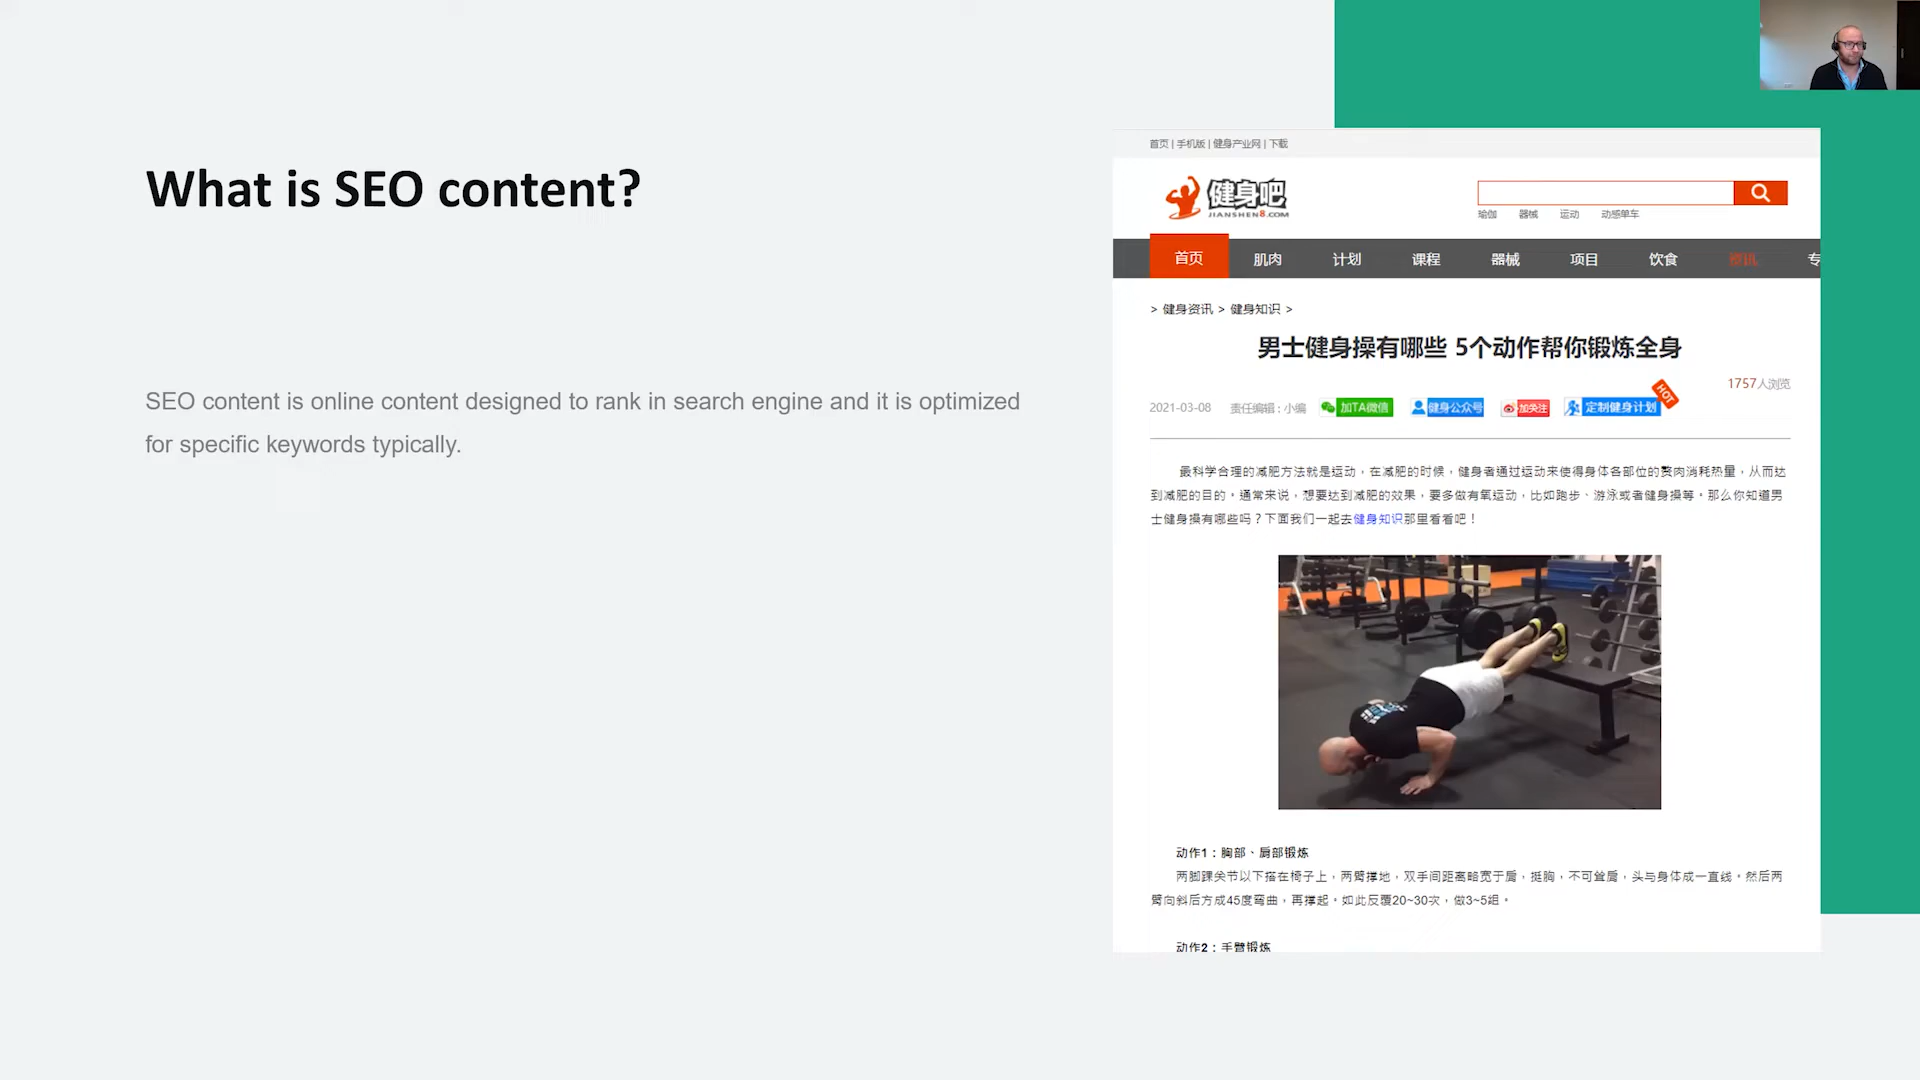 What is SEO content?
SEO content is online content designed to rank in search engine and it is optimized
for specific keywords typically.
首页 | 手机版 | 健身产业网 | 下载
健身吧
JIANSHEN8.COM
瑜伽 器械 运动 动感单车
首页 肌肉 计划 课程 器械 项目 饮食 资讯 专
> 健身资讯 > 健身知识 >
男士健身操有哪些 5个动作帮你锻炼全身
1757人浏览
2021-03-08 责任编辑：小编 加TA微信 健身公众号 加关注 定制健身计划 HOT
最科学合理的减肥方法就是运动，在减肥的时候，健身者通过运动来使得身体各部位的赘肉消耗热量，从而达
到减肥的目的。通常来说，想要达到减肥的效果，要多做有氧运动，比如跑步、游泳或者健身操等。那么你知道男
士健身操有哪些吗？下面我们一起去健身知识那里看看吧！
动作1：胸部、肩部锻炼
两脚踝关节以下搭在椅子上，两臂撑地，双手间距离略宽于肩，挺胸，不可耸肩，头与身体成一直线。然后两
臂向斜后方成45度弯曲，再撑起。如此反覆20~30次，做3~5组。
动作2：手臂锻炼